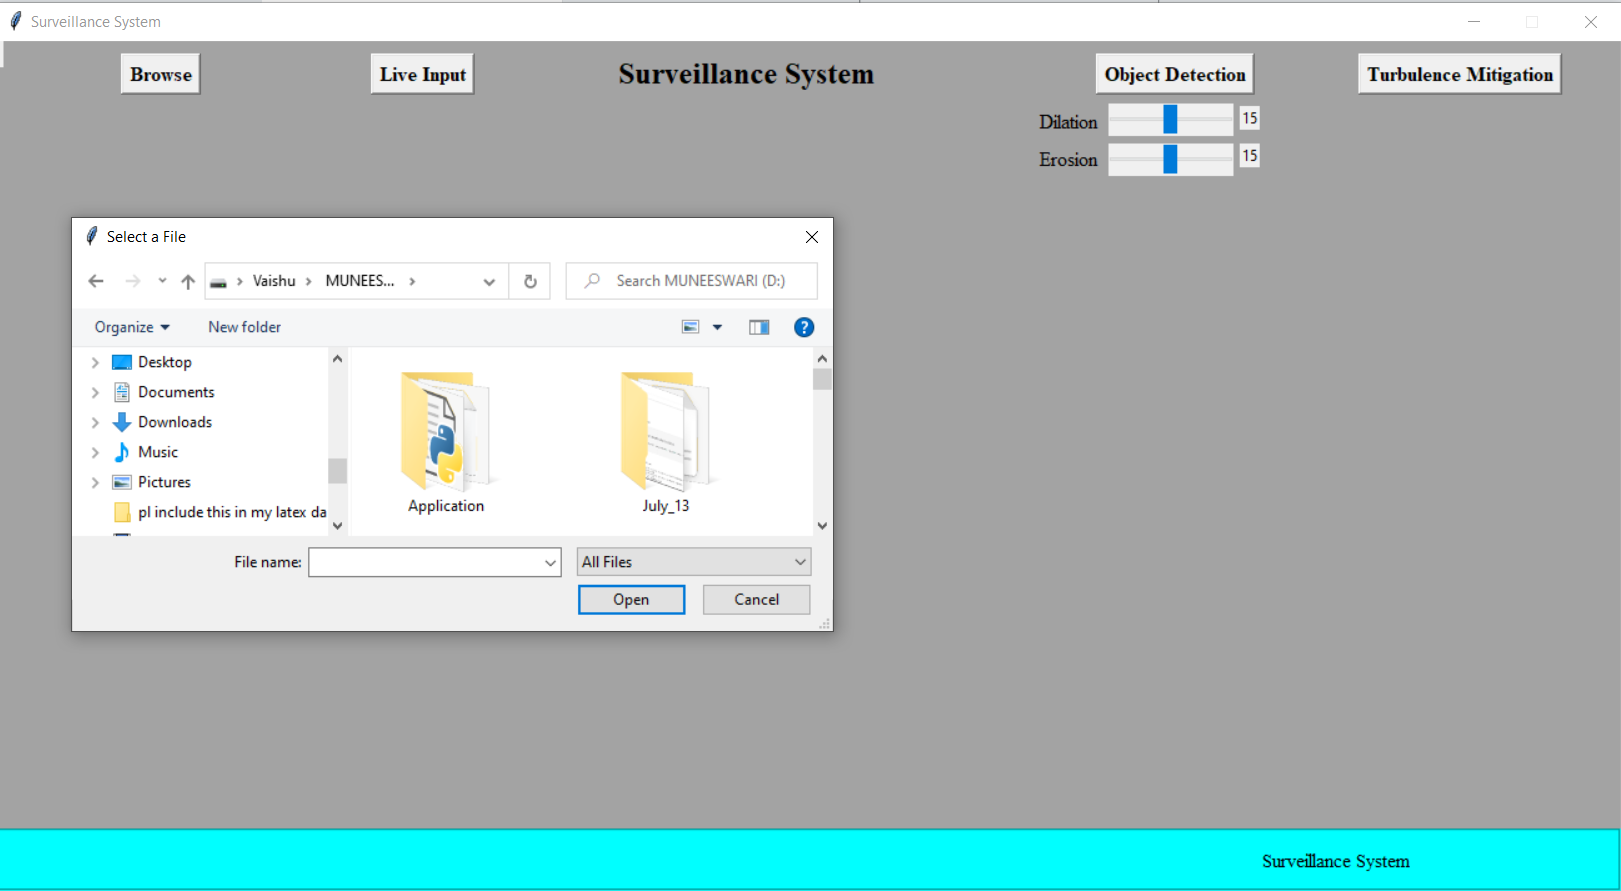 Surveillance System
Browse
Live Input
Surveillance System
Object Detection
Turbulence Mitigation
Dilation 15
Erosion 15
Select a File
Vaishu MUNEES...
Search MUNEESWARI (D:)
Organize
New folder
?
Desktop
Documents
Downloads
Music
Pictures
pl include this in my latex da
Application
July_13
File name:
All Files
Open
Cancel
Surveillance System